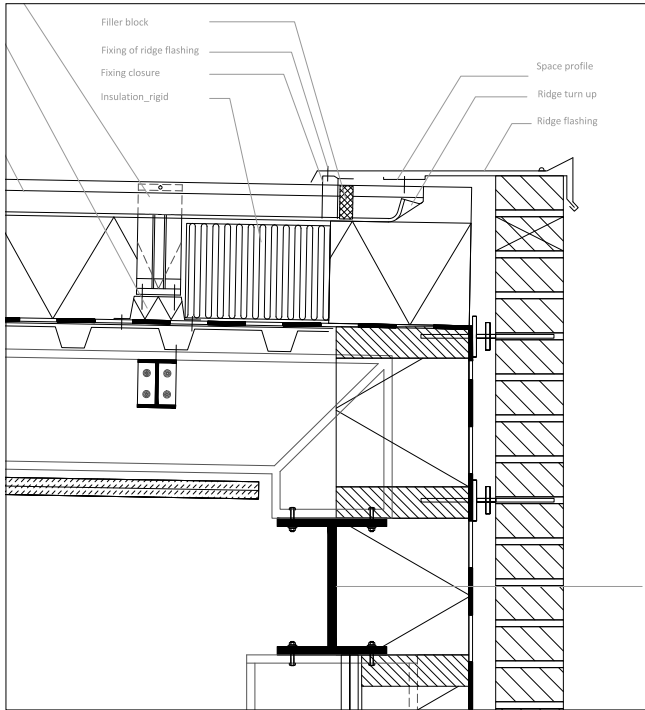 Filler block
Fixing of ridge flashing
Fixing closure
Insulation_rigid
Space profile
Ridge turn up
Ridge flashing